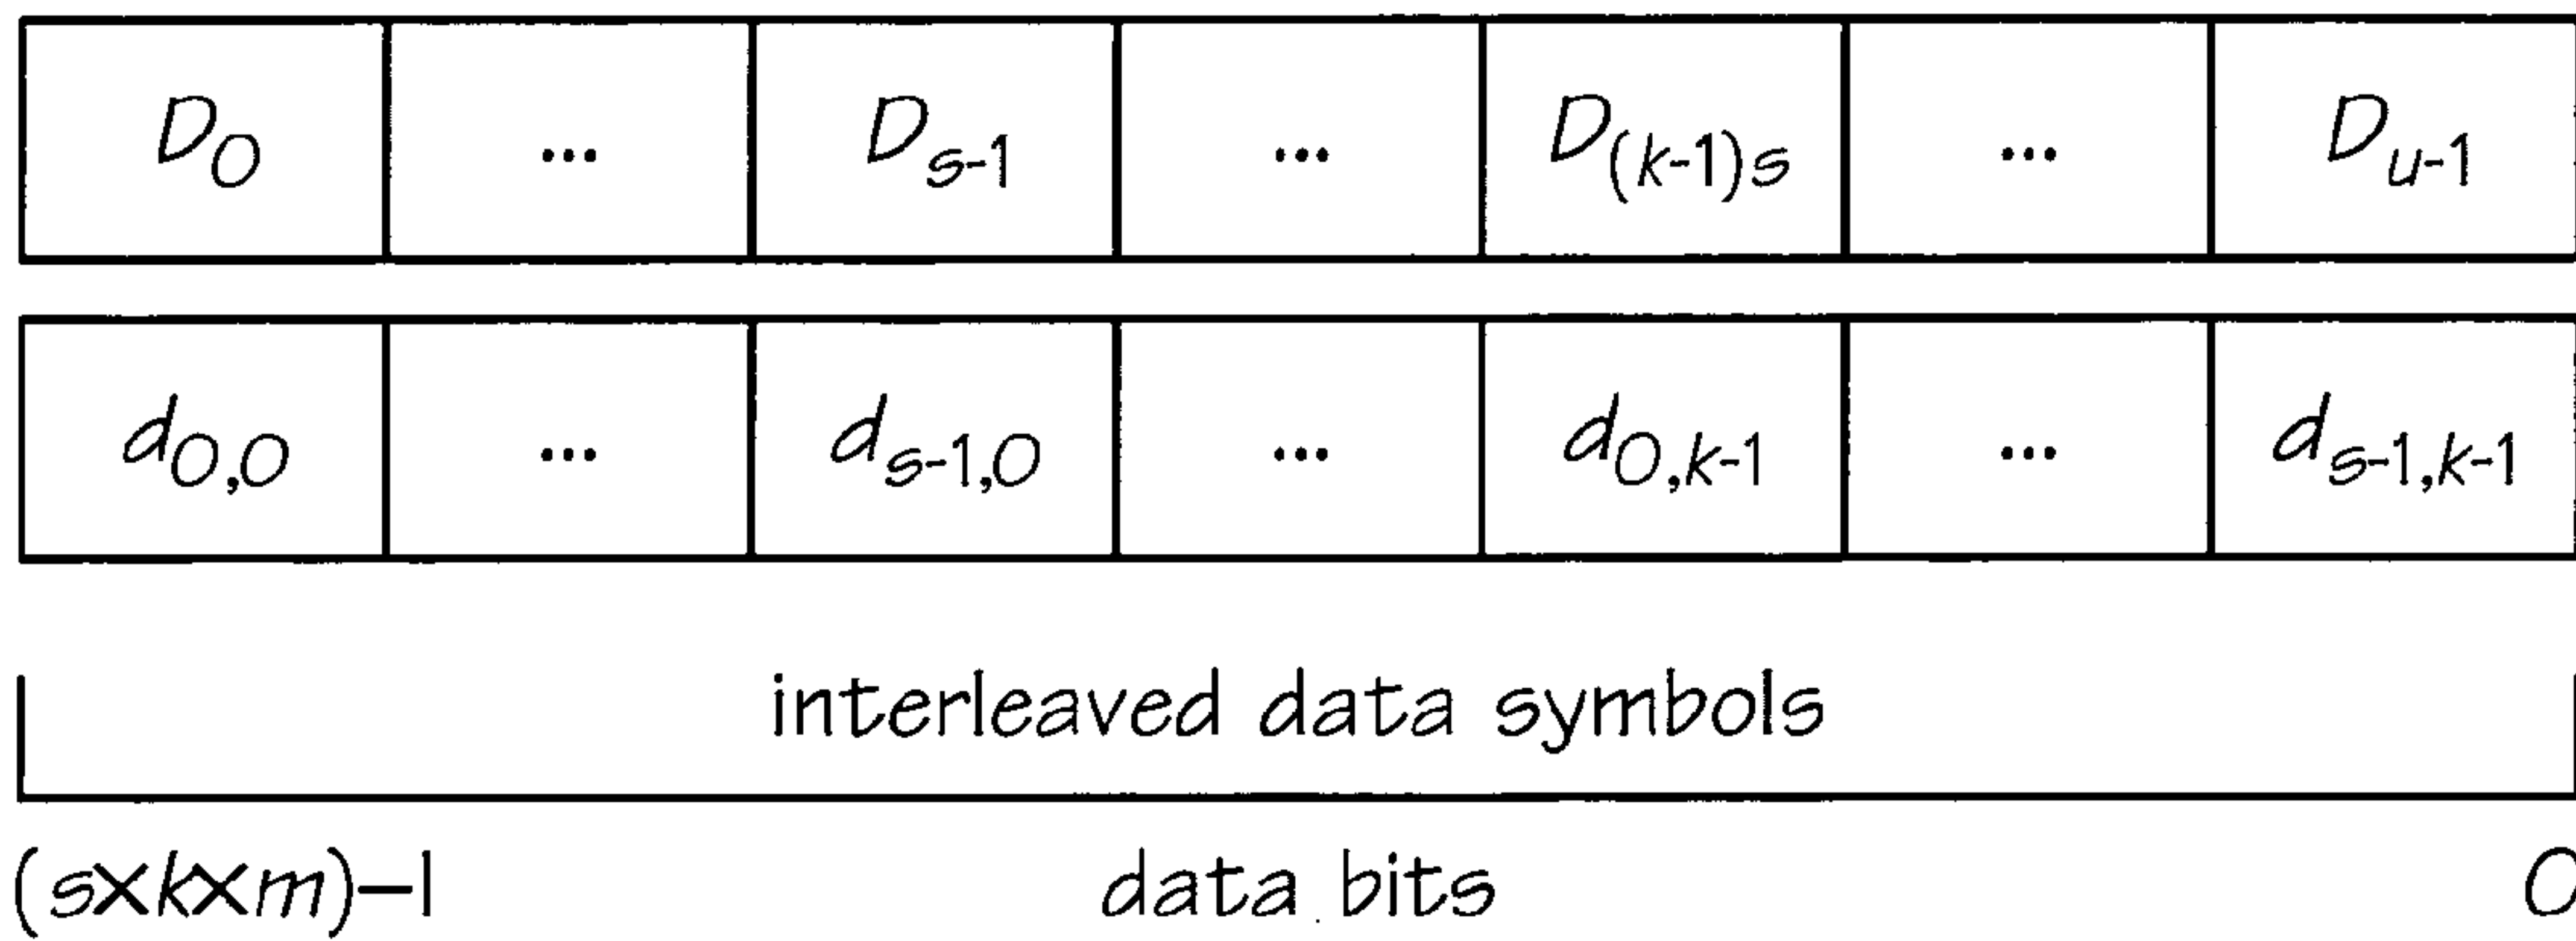 D0 ... Ds-1 ... D(k-1)s ... Du-1
d0,0 ... ds-1,0 ... d0,k-1 ... ds-1,k-1
interleaved data symbols
(s×k×m)–1 data bits 0